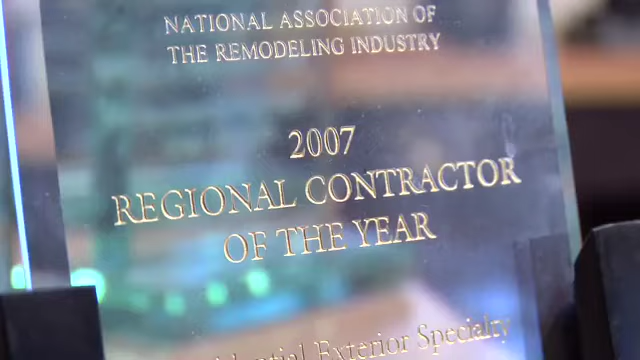 NATIONAL ASSOCIATION OF
THE REMODELING INDUSTRY
2007
REGIONAL CONTRACTOR
OF THE YEAR
Exterior Specialty